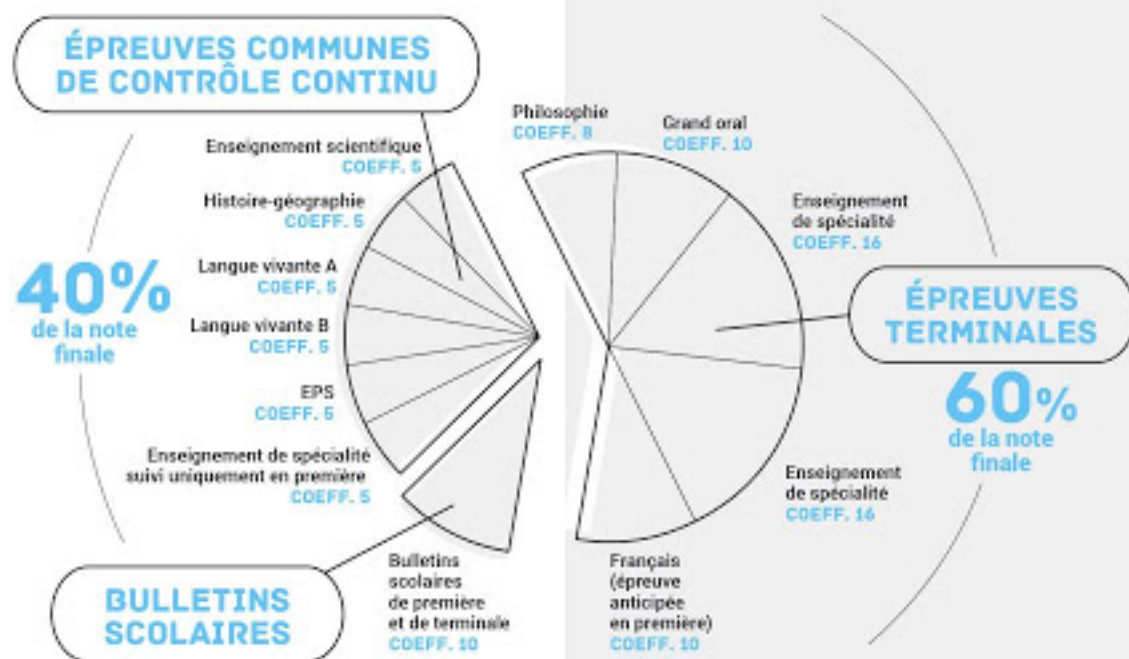 ÉPREUVES COMMUNES
DE CONTRÔLE CONTINU
Enseignement scientifique
COEFF. 5
Histoire-géographie
COEFF. 5
Langue vivante A
COEFF. 5
Langue vivante B
COEFF. 5
EPS
COEFF. 5
Enseignement de spécialité
suivi uniquement en première
COEFF. 5
40%
de la note
finale
BULLETINS
SCOLAIRES
Bulletins
scolaires
de première
et de terminale
COEFF. 10
Philosophie
COEFF. 8
Grand oral
COEFF. 10
Enseignement
de spécialité
COEFF. 16
ÉPREUVES
TERMINALES
60%
de la note
finale
Enseignement
de spécialité
COEFF. 16
Français
(épreuve
anticipée
en première)
COEFF. 10